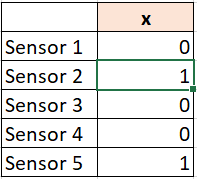 x
Sensor 1 0
Sensor 2 1
Sensor 3 0
Sensor 4 0
Sensor 5 1